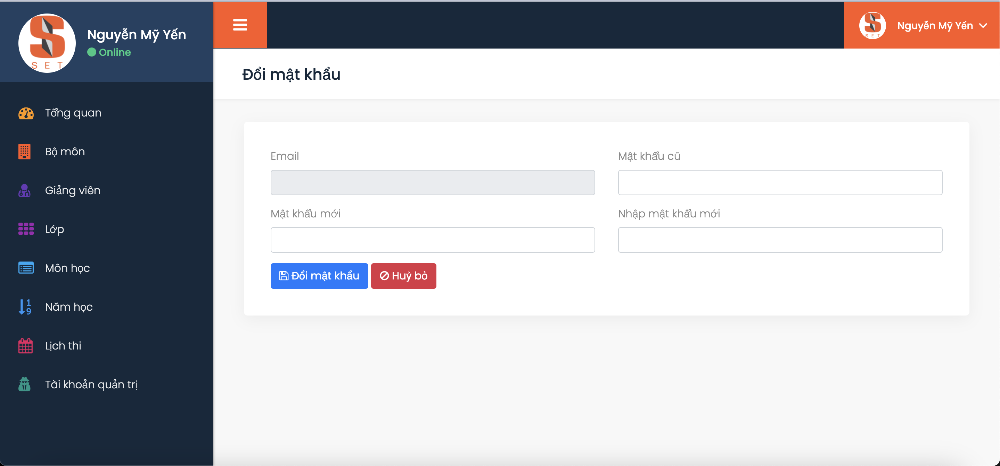 SET
Nguyễn Mỹ Yến
Online
SET
Nguyễn Mỹ Yến
Đổi mật khẩu
Tổng quan
Bộ môn
Giảng viên
Lớp
Môn học
Năm học
Lịch thi
Tài khoản quản trị
Email
Mật khẩu cũ
Mật khẩu mới
Nhập mật khẩu mới
Đổi mật khẩu
Huỷ bỏ